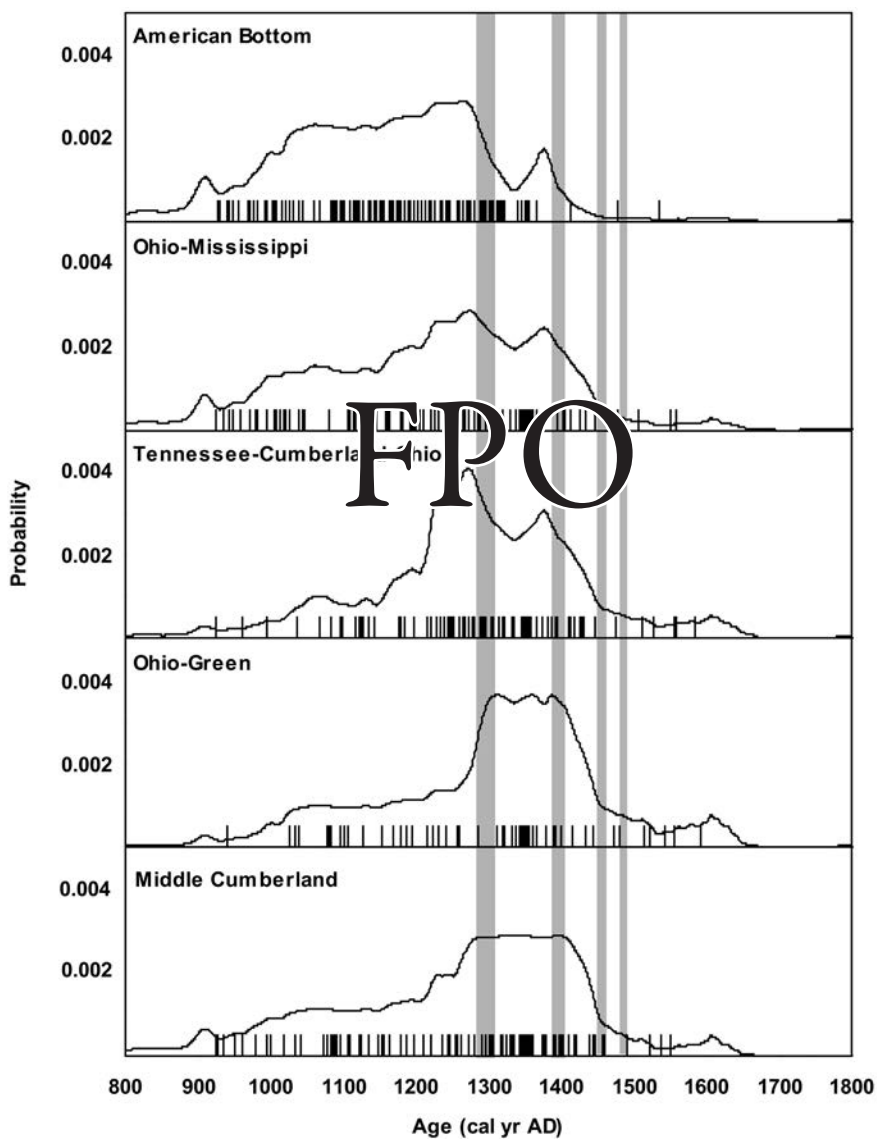 American Bottom
0.004
0.002
Ohio-Mississippi
0.004
0.002
FPO
Tennessee-Cumberla hio
0.004
0.002
Probability
Ohio-Green
0.004
0.002
Middle Cumberland
0.004
0.002
800 900 1000 1100 1200 1300 1400 1500 1600 1700 1800
Age (cal yr AD)